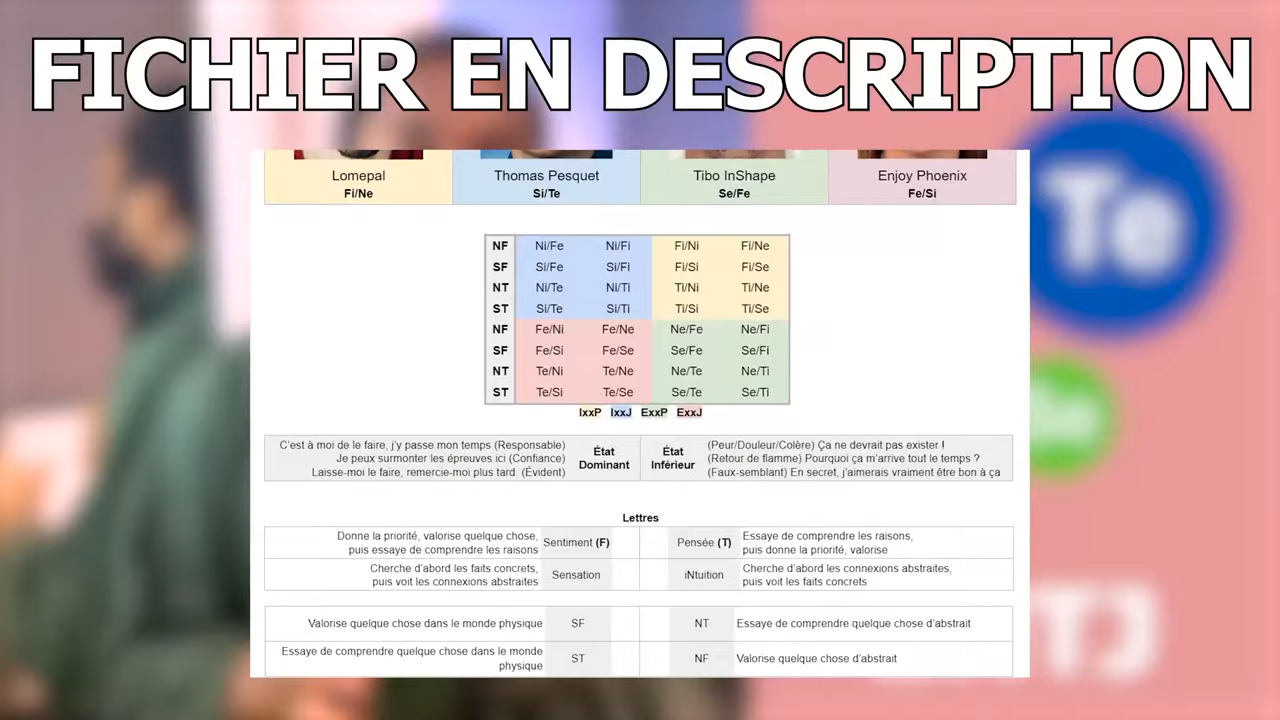 FICHIER EN DESCRIPTION
Lomepal Thomas Pesquet Tibo InShape Enjoy Phoenix
Fi/Ne Si/Te Se/Fe Fe/Si
NF Ni/Fe Ni/Fi Fi/Ni Fi/Ne
SF Si/Fe Si/Fi Fi/Si Fi/Se
NT Ni/Te Ni/Ti Ti/Ni Ti/Ne
ST Si/Te Si/Ti Ti/Si Ti/Se
NF Fe/Ni Fe/Ne Ne/Fe Ne/Fi
SF Fe/Si Fe/Se Se/Fe Se/Fi
NT Te/Ni Te/Ne Ne/Te Ne/Ti
ST Te/Si Te/Se Se/Te Se/Ti
IxxP IxxJ ExxP ExxJ
C'est à moi de le faire, j'y passe mon temps (Responsable)
Je peux surmonter les épreuves ici (Confiance)
Laisse-moi le faire, remercie-moi plus tard. (Évident)
État
Dominant
État
Inférieur
(Peur/Douleur/Colère) Ça ne devrait pas exister !
(Retour de flamme) Pourquoi ça m'arrive tout le temps ?
(Faux-semblant) En secret, j'aimerais vraiment être bon à ça
Lettres
Donne la priorité, valorise quelque chose,
puis essaye de comprendre les raisons
Sentiment (F)
Pensée (T)
Essaye de comprendre les raisons,
puis donne la priorité, valorise
Cherche d'abord les faits concrets,
puis voit les connexions abstraites
Sensation
iNtuition
Cherche d'abord les connexions abstraites,
puis voit les faits concrets
Valorise quelque chose dans le monde physique SF NT Essaye de comprendre quelque chose d'abstrait
Essaye de comprendre quelque chose dans le monde
physique
ST NF Valorise quelque chose d'abstrait
Te